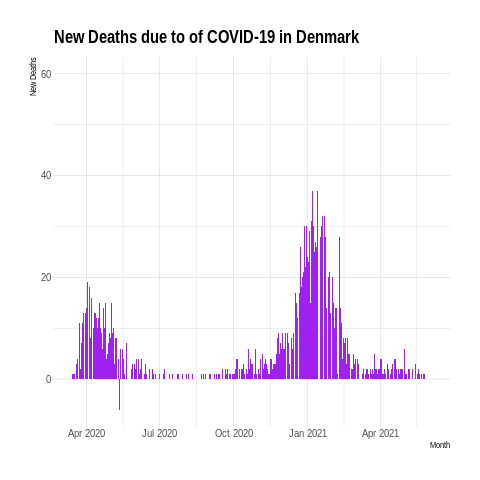 New Deaths due to of COVID-19 in Denmark
New Deaths
60
40
20
0
Apr 2020 Jul 2020 Oct 2020 Jan 2021 Apr 2021
Month